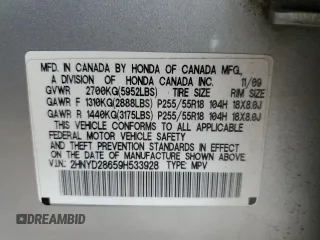 MFD. IN CANADA BY HONDA OF CANADA MFG.,
A DIVISION OF HONDA CANADA INC. 11/09
GVWR 2700KG(5952LBS) TIRE SIZE RIM SIZE
GAWR F 1310KG(2888LBS) P255/55R18 104H 18X8.0J
GAWR R 1440KG(3175LBS) P255/55R18 104H 18X8.0J
THIS VEHICLE CONFORMS TO ALL APPLICABLE
FEDERAL MOTOR VEHICLE SAFETY STANDARDS
IN EFFECT ON THE DATE OF MANUFACTURE
SHOWN ABOVE.
V.I.N: 2HNYD28659H533928 TYPE: MPV
© DREAMBID autobidcar